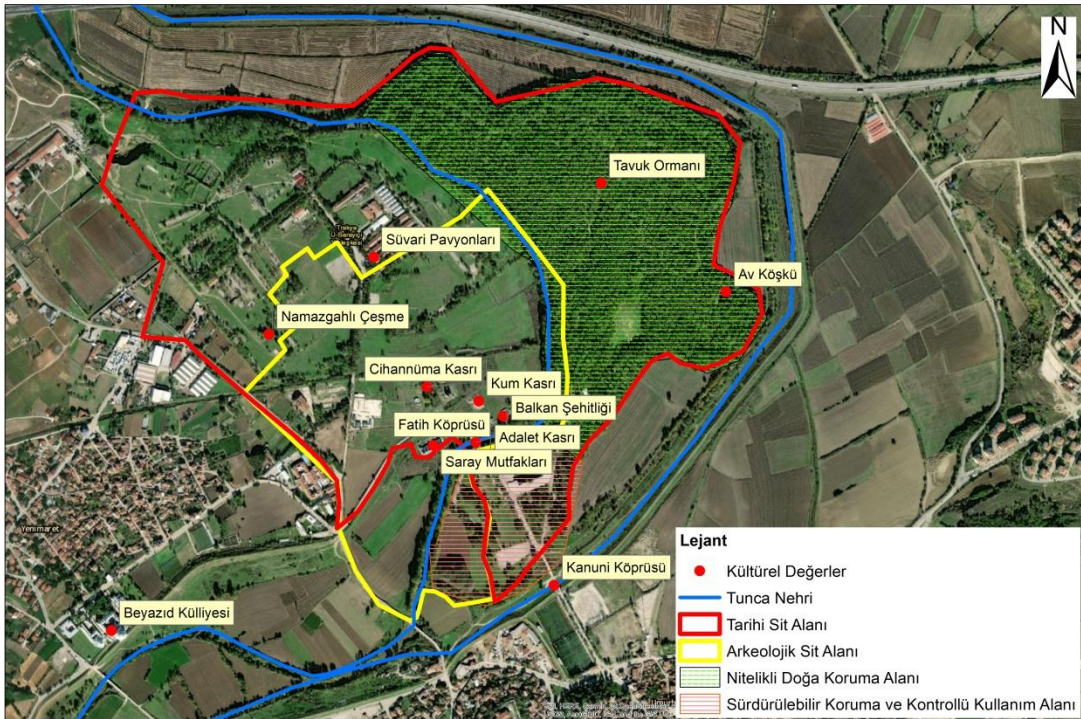 N
Tavuk Ormanı
Süvari Pavyonları
Av Köşkü
Namazgahlı Çeşme
Cihannüma Kasrı
Kum Kasrı
Balkan Şehitliği
Fatih Köprüsü
Adalet Kasrı
Saray Mutfakları
Yenimaret
Kanuni Köprüsü
Beyazıd Külliyesi
Lejant
Kültürel Değerler
Tunca Nehri
Tarihi Sit Alanı
Arkeolojik Sit Alanı
Nitelikli Doğa Koruma Alanı
Sürdürülebilir Koruma ve Kontrollü Kullanım Alanı